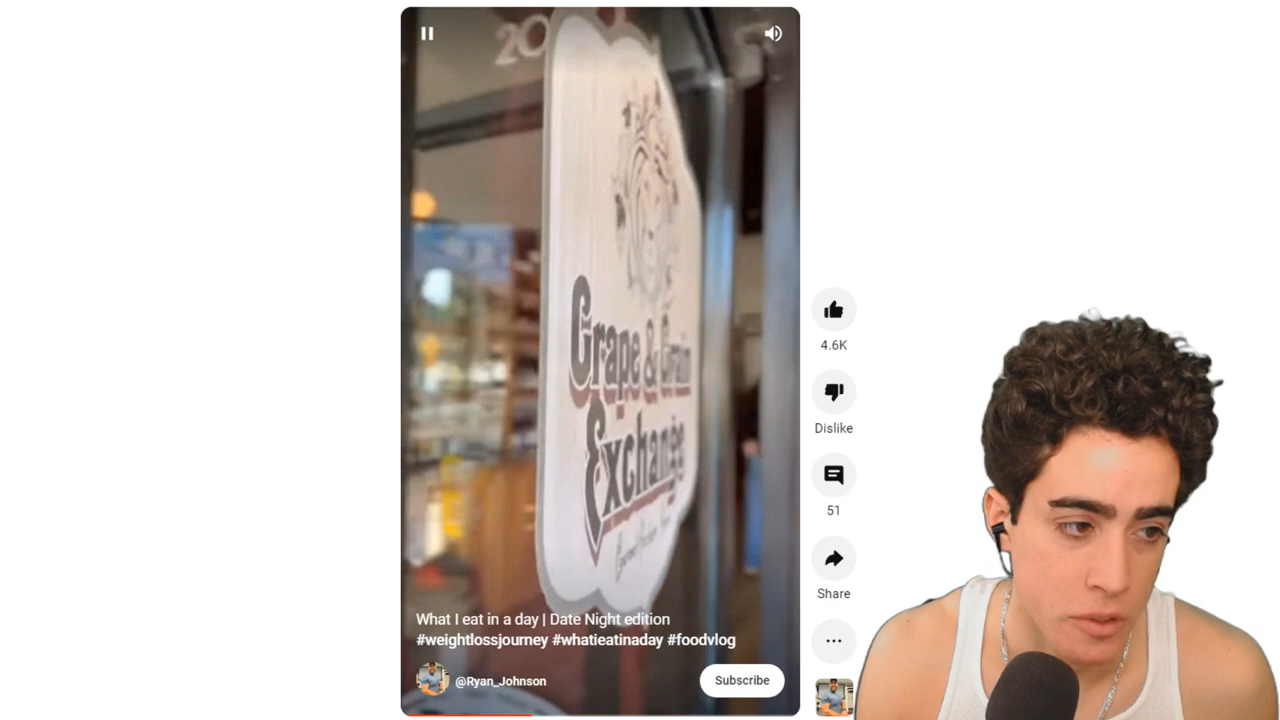 20
Grape & Grain
Exchange
4.6K
Dislike
51
Share
What I eat in a day | Date Night edition
#weightlossjourney #whatieatinaday #foodvlog
@Ryan_Johnson
Subscribe